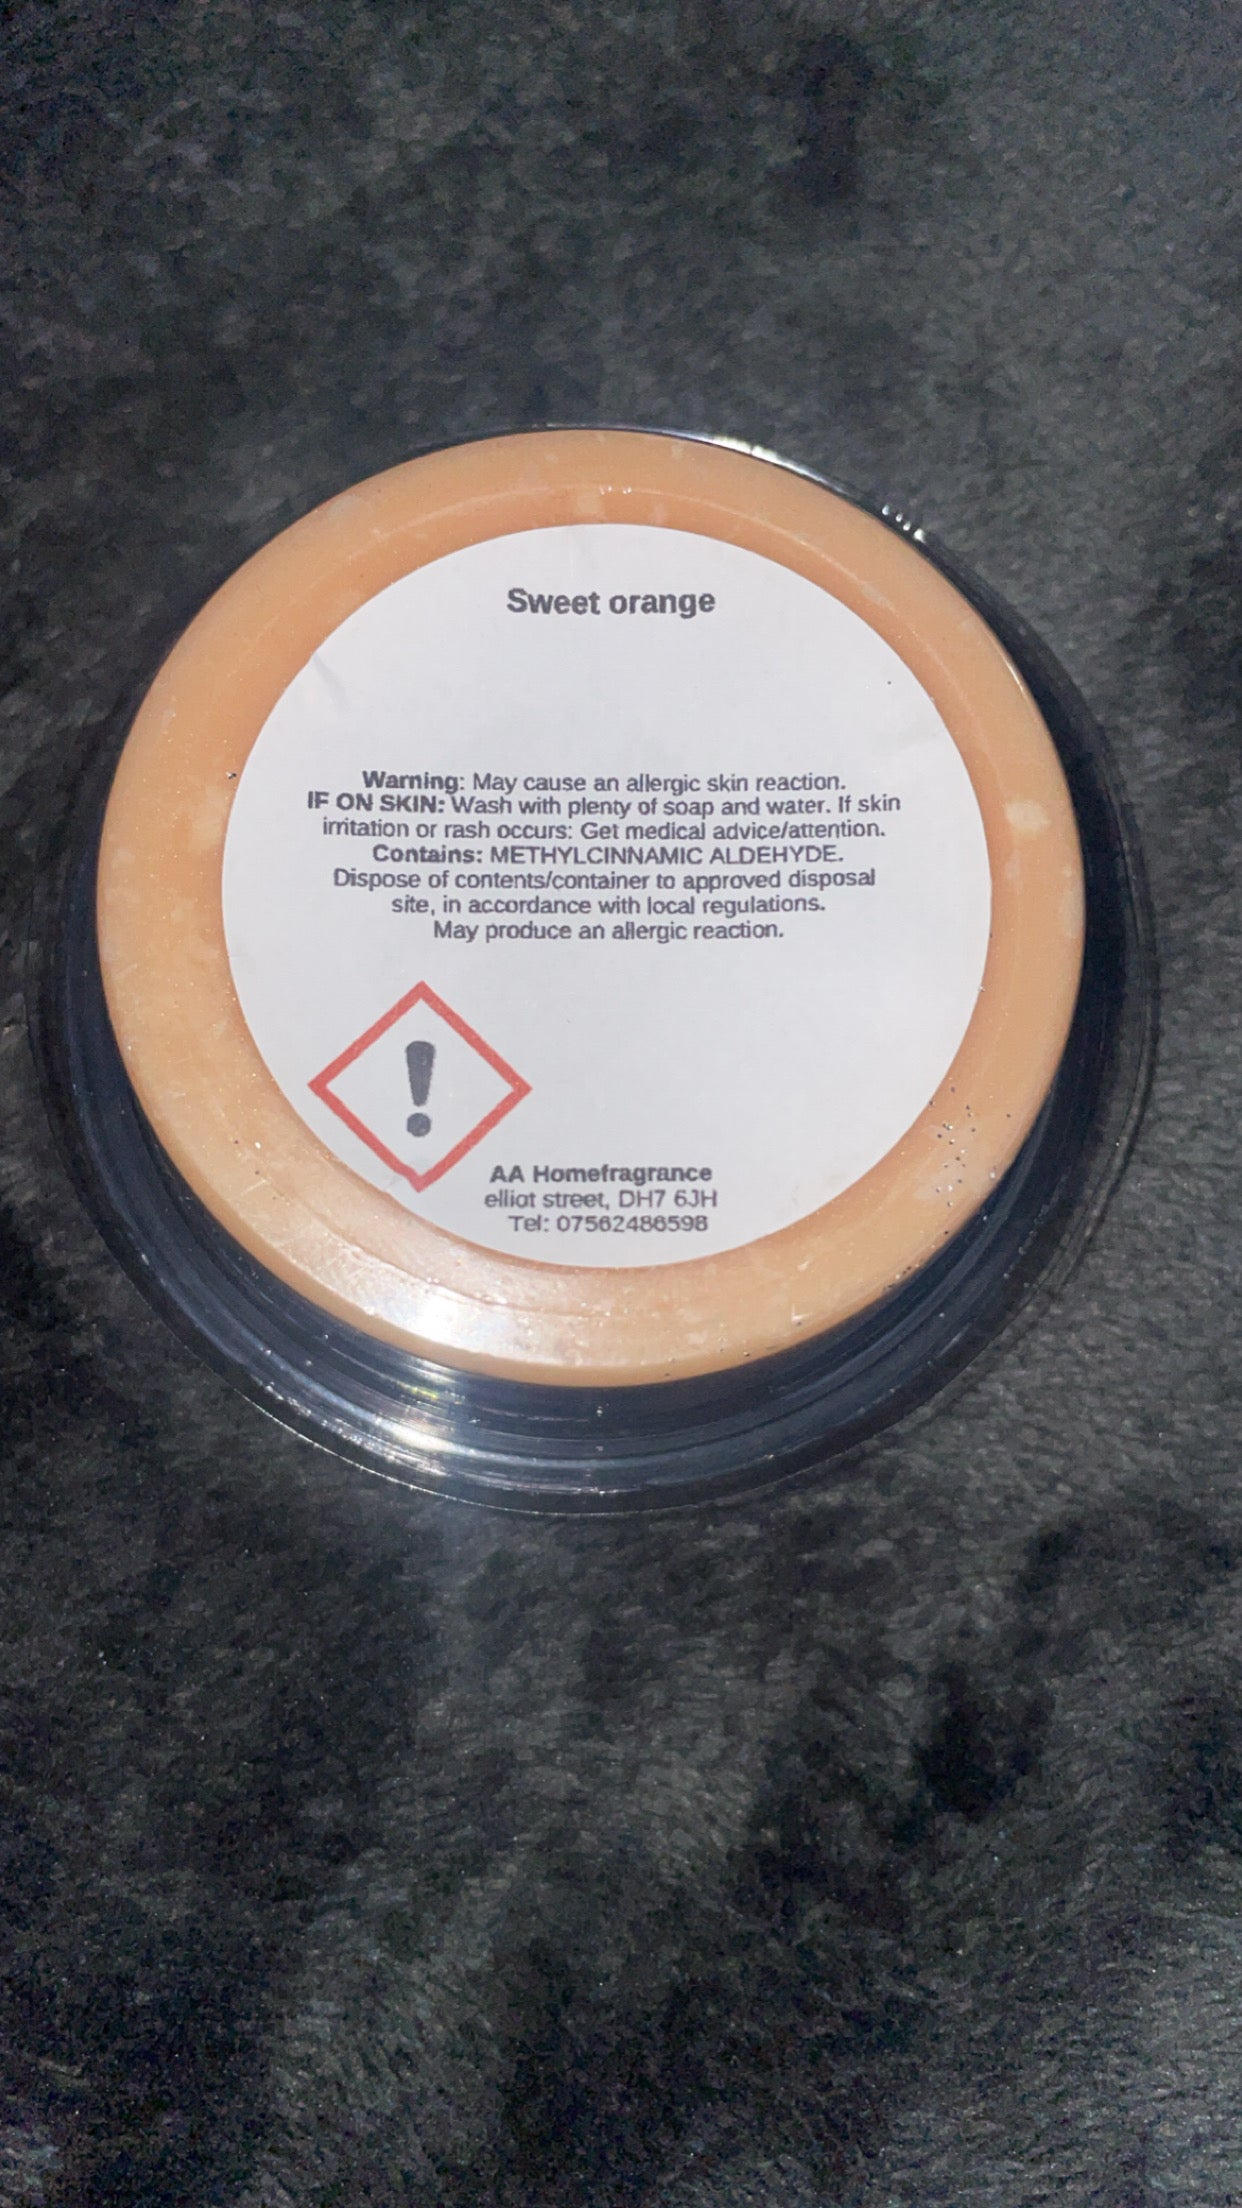 Sweet orange
Warning: May cause an allergic skin reaction.
IF ON SKIN: Wash with plenty of soap and water. If skin
irritation or rash occurs: Get medical advice/attention.
Contains: METHYLCINNAMIC ALDEHYDE.
Dispose of contents/container to approved disposal
site, in accordance with local regulations.
May produce an allergic reaction.
AA Homefragrance
elliot street, DH7 6JH
Tel: 07562486598